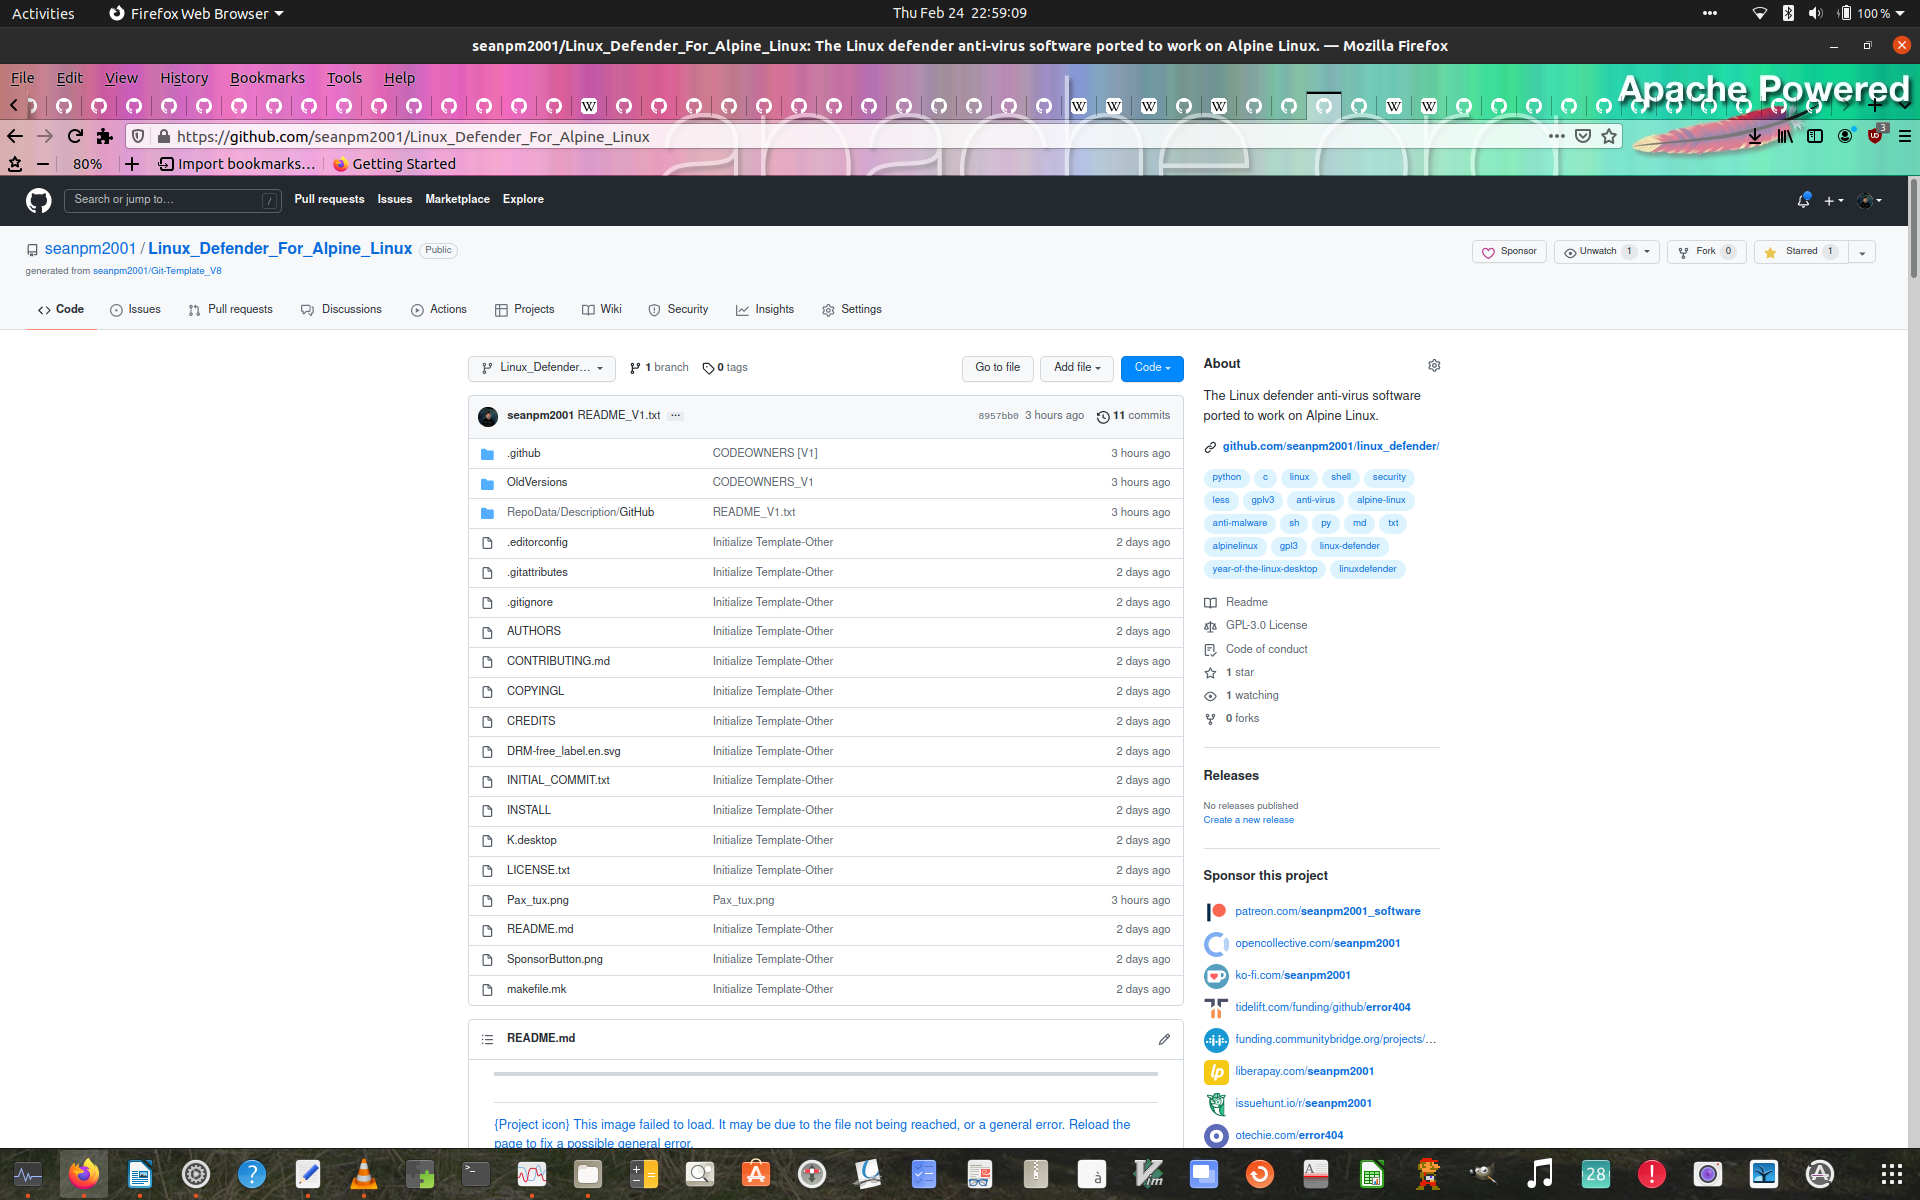 Activities Firefox Web Browser Thu Feb 24 22:59:09 100 %
seanpm2001/Linux_Defender_For_Alpine_Linux: The Linux defender anti-virus software ported to work on Alpine Linux. — Mozilla Firefox
File Edit View History Bookmarks Tools Help
Apache Powered
https://github.com/seanpm2001/Linux_Defender_For_Alpine_Linux 3
80% Import bookmarks... Getting Started
Search or jump to... / Pull requests Issues Marketplace Explore
seanpm2001 / Linux_Defender_For_Alpine_Linux Public Sponsor Unwatch 1 Fork 0 Starred 1
generated from seanpm2001/Git-Template_V8
Code Issues Pull requests Discussions Actions Projects Wiki Security Insights Settings
Linux_Defender... 1 branch 0 tags Go to file Add file Code
seanpm2001 README_V1.txt ... 8957bb0 3 hours ago 11 commits
.github CODEOWNERS [V1] 3 hours ago
OldVersions CODEOWNERS_V1 3 hours ago
RepoData/Description/GitHub README_V1.txt 3 hours ago
.editorconfig Initialize Template-Other 2 days ago
.gitattributes Initialize Template-Other 2 days ago
.gitignore Initialize Template-Other 2 days ago
AUTHORS Initialize Template-Other 2 days ago
CONTRIBUTING.md Initialize Template-Other 2 days ago
COPYINGL Initialize Template-Other 2 days ago
CREDITS Initialize Template-Other 2 days ago
DRM-free_label.en.svg Initialize Template-Other 2 days ago
INITIAL_COMMIT.txt Initialize Template-Other 2 days ago
INSTALL Initialize Template-Other 2 days ago
K.desktop Initialize Template-Other 2 days ago
LICENSE.txt Initialize Template-Other 2 days ago
Pax_tux.png Pax_tux.png 3 hours ago
README.md Initialize Template-Other 2 days ago
SponsorButton.png Initialize Template-Other 2 days ago
makefile.mk Initialize Template-Other 2 days ago
README.md
{Project icon} This image failed to load. It may be due to the file not being reached, or a general error. Reload the
page to fix a possible general error.
About
The Linux defender anti-virus software
ported to work on Alpine Linux.
github.com/seanpm2001/linux_defender/
python c linux shell security
less gplv3 anti-virus alpine-linux
anti-malware sh py md txt
alpinelinux gpl3 linux-defender
year-of-the-linux-desktop linuxdefender
Readme
GPL-3.0 License
Code of conduct
1 star
1 watching
0 forks
Releases
No releases published
Create a new release
Sponsor this project
patreon.com/seanpm2001_software
opencollective.com/seanpm2001
ko-fi.com/seanpm2001
tidelift.com/funding/github/error404
funding.communitybridge.org/projects/...
liberapay.com/seanpm2001
issuehunt.io/r/seanpm2001
otechie.com/error404
28